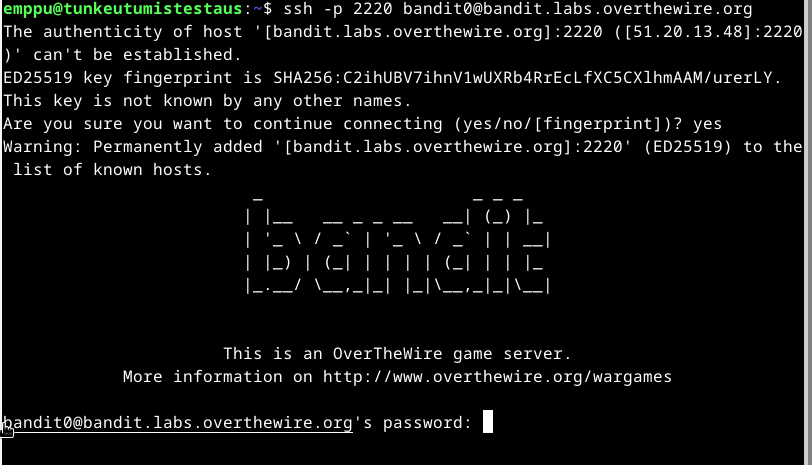 emppu@tunkeutumistestaus:~$ ssh -p 2220 bandit0@bandit.labs.overthewire.org
The authenticity of host '[bandit.labs.overthewire.org]:2220 ([51.20.13.48]:2220
)' can't be established.
ED25519 key fingerprint is SHA256:C2ihUBV7ihnV1wUXRb4RrEcLfXC5CXlhmAAM/urerLY.
This key is not known by any other names.
Are you sure you want to continue connecting (yes/no/[fingerprint])? yes
Warning: Permanently added '[bandit.labs.overthewire.org]:2220' (ED25519) to the
 list of known hosts.
                         _                     _ _ _
                        | |__   __ _ _ __   __| (_) |_
                        | '_ \ / _` | '_ \ / _` | | __|
                        | |_) | (_| | | | | (_| | | |_
                        |_.__/ \__,_|_| |_|\__,_|_|\__|
                      This is an OverTheWire game server.
            More information on http://www.overthewire.org/wargames
bandit0@bandit.labs.overthewire.org's password: